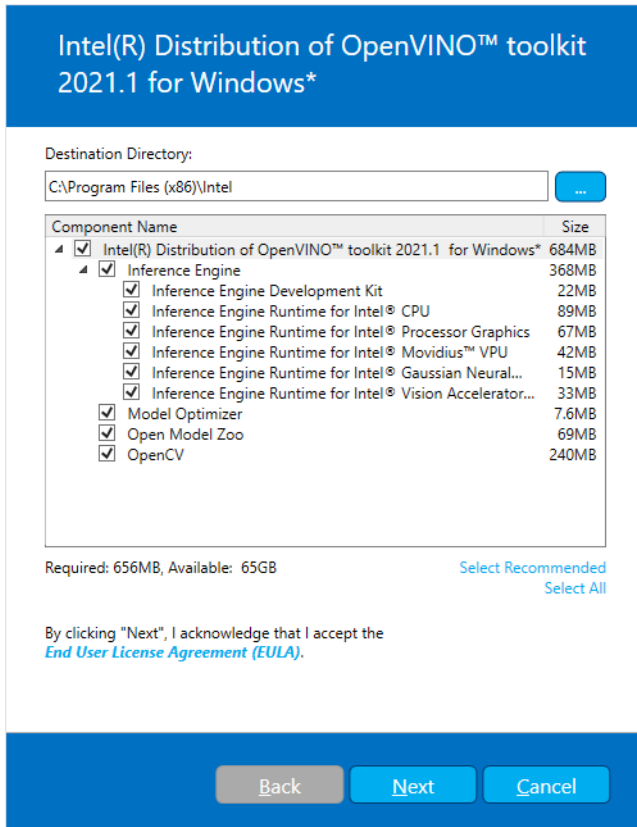 Intel(R) Distribution of OpenVINO™ toolkit
2021.1 for Windows*
Destination Directory:
C:\Program Files (x86)\Intel
...
Component Name Size
Intel(R) Distribution of OpenVINO™ toolkit 2021.1 for Windows* 684MB
Inference Engine 368MB
Inference Engine Development Kit 22MB
Inference Engine Runtime for Intel® CPU 89MB
Inference Engine Runtime for Intel® Processor Graphics 67MB
Inference Engine Runtime for Intel® Movidius™ VPU 42MB
Inference Engine Runtime for Intel® Gaussian Neural... 15MB
Inference Engine Runtime for Intel® Vision Accelerator... 33MB
Model Optimizer 7.6MB
Open Model Zoo 69MB
OpenCV 240MB
Required: 656MB, Available: 65GB Select Recommended
Select All
By clicking "Next", I acknowledge that I accept the
End User License Agreement (EULA).
Back Next Cancel